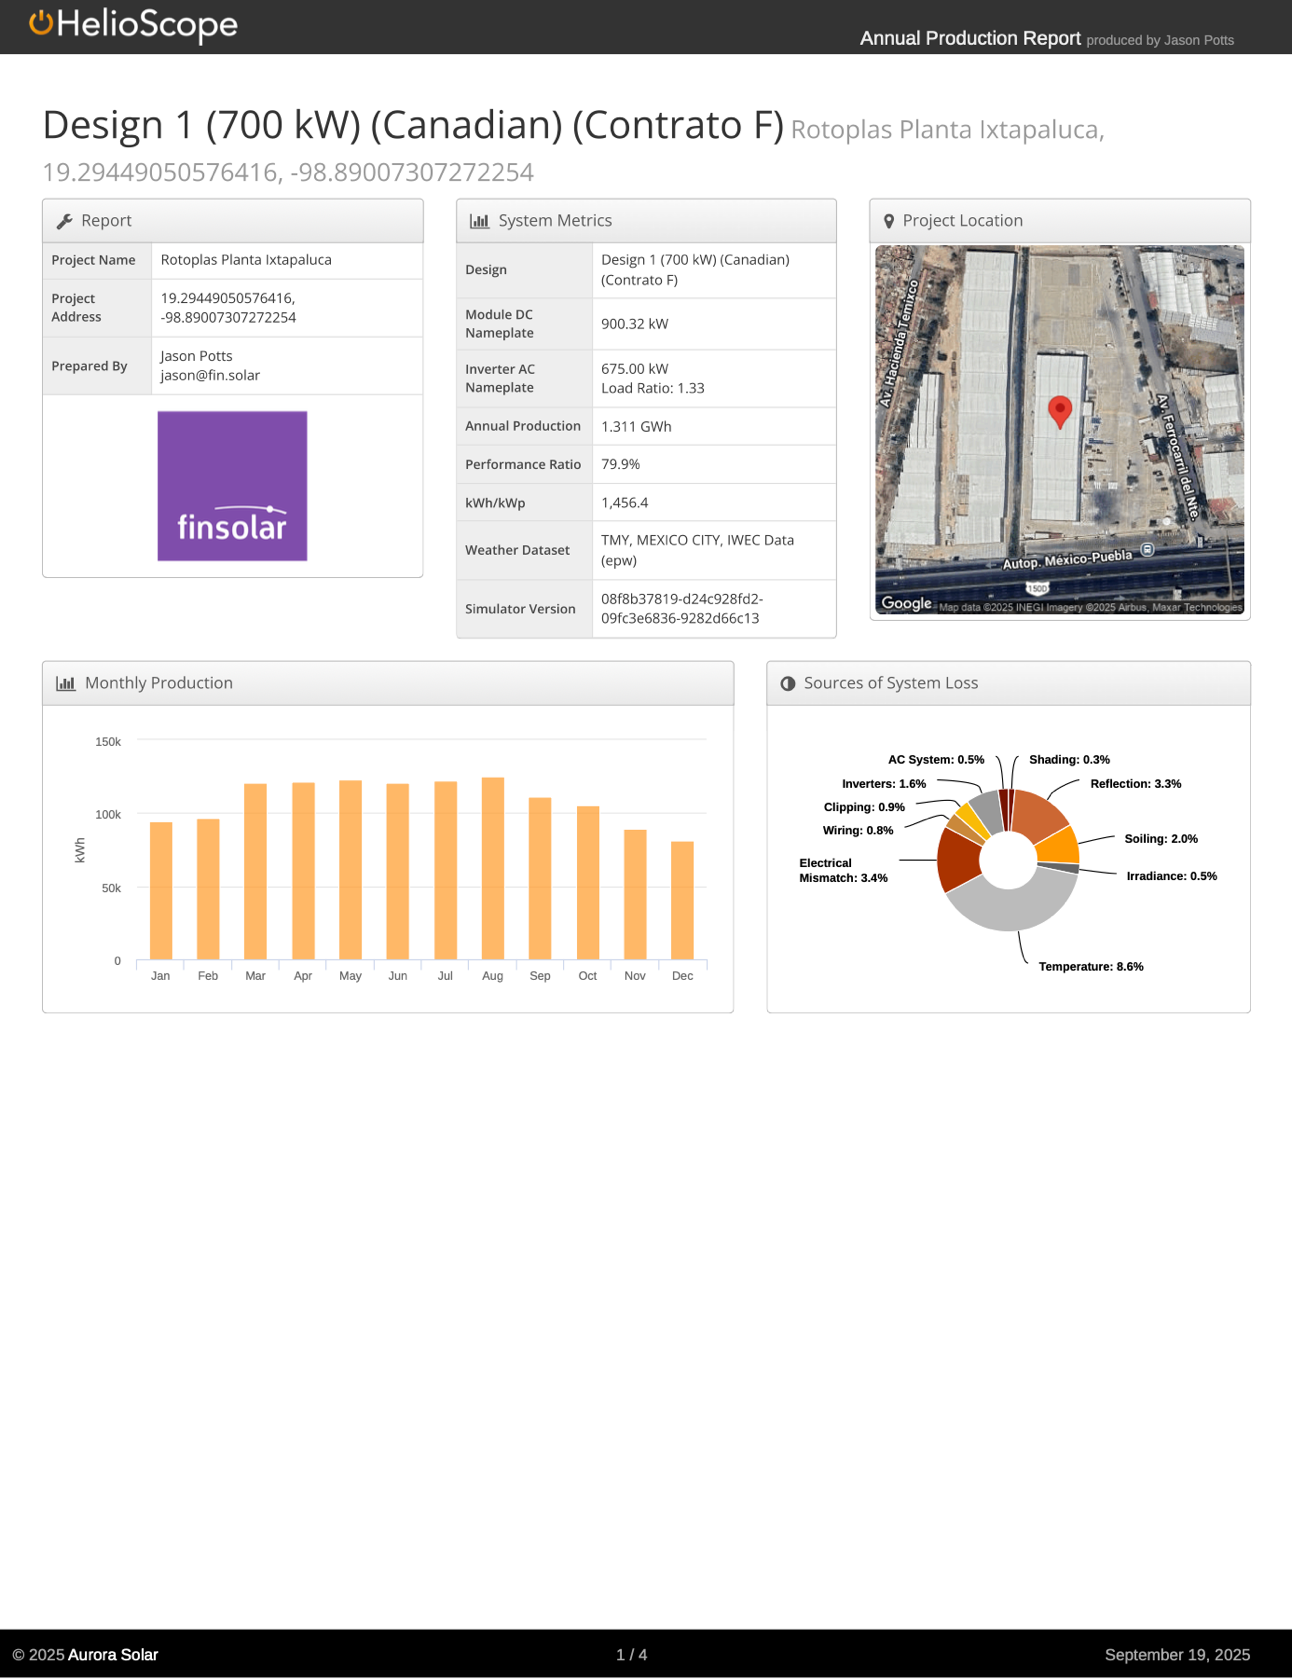 HelioScope
Annual Production Report produced by Jason Potts
Design 1 (700 kW) (Canadian) (Contrato F) Rotoplas Planta Ixtapaluca,
19.29449050576416, -98.89007307272254
Report
Project Name Rotoplas Planta Ixtapaluca
Project
Address
19.29449050576416,
-98.89007307272254
Prepared By
Jason Potts
jason@fin.solar
finsolar
System Metrics
Design
Design 1 (700 kW) (Canadian)
(Contrato F)
Module DC
Nameplate
900.32 kW
Inverter AC
Nameplate
675.00 kW
Load Ratio: 1.33
Annual Production 1.311 GWh
Performance Ratio 79.9%
kWh/kWp 1,456.4
Weather Dataset
TMY, MEXICO CITY, IWEC Data
(epw)
Simulator Version
08f8b37819-d24c928fd2-
09fc3e6836-9282d66c13
Project Location
Av. Hacienda Temixco
Av. Ferrocarril del Nte.
Autop. México-Puebla
150D
Google
Map data ©2025 INEGI Imagery ©2025 Airbus, Maxar Technologies
Monthly Production
150k
100k
50k
0
kWh
Jan Feb Mar Apr May Jun Jul Aug Sep Oct Nov Dec
Sources of System Loss
AC System: 0.5%
Shading: 0.3%
Inverters: 1.6%
Reflection: 3.3%
Clipping: 0.9%
Wiring: 0.8%
Soiling: 2.0%
Electrical
Mismatch: 3.4%
Irradiance: 0.5%
Temperature: 8.6%
© 2025 Aurora Solar
1 / 4
September 19, 2025